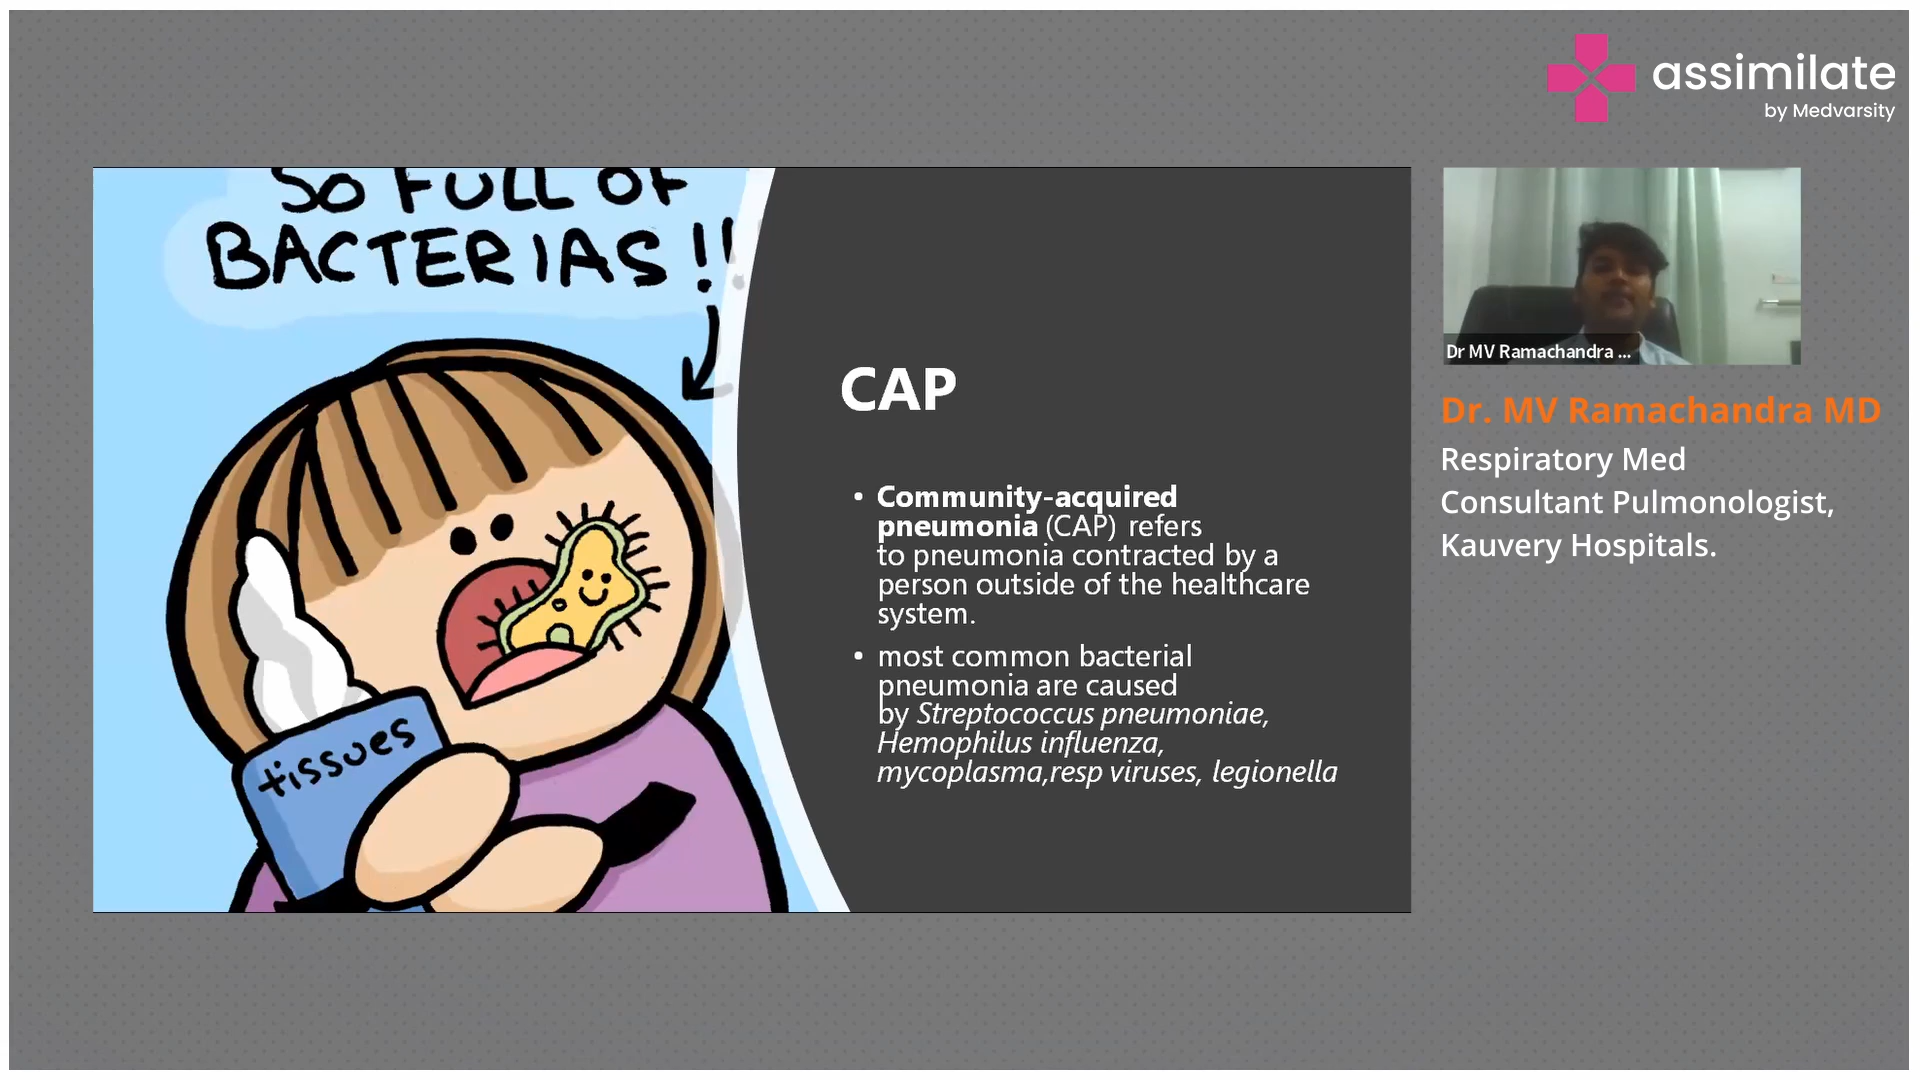 assimilate
by Medvarsity
SO FULL OF
BACTERIAS!!
tissues
CAP
• Community-acquired
pneumonia (CAP) refers
to pneumonia contracted by a
person outside of the healthcare
system.
• most common bacterial
pneumonia are caused
by Streptococcus pneumoniae,
Hemophilus influenza,
mycoplasma,resp viruses, legionella
Dr MV Ramachandra ...
Dr. MV Ramachandra MD
Respiratory Med
Consultant Pulmonologist,
Kauvery Hospitals.